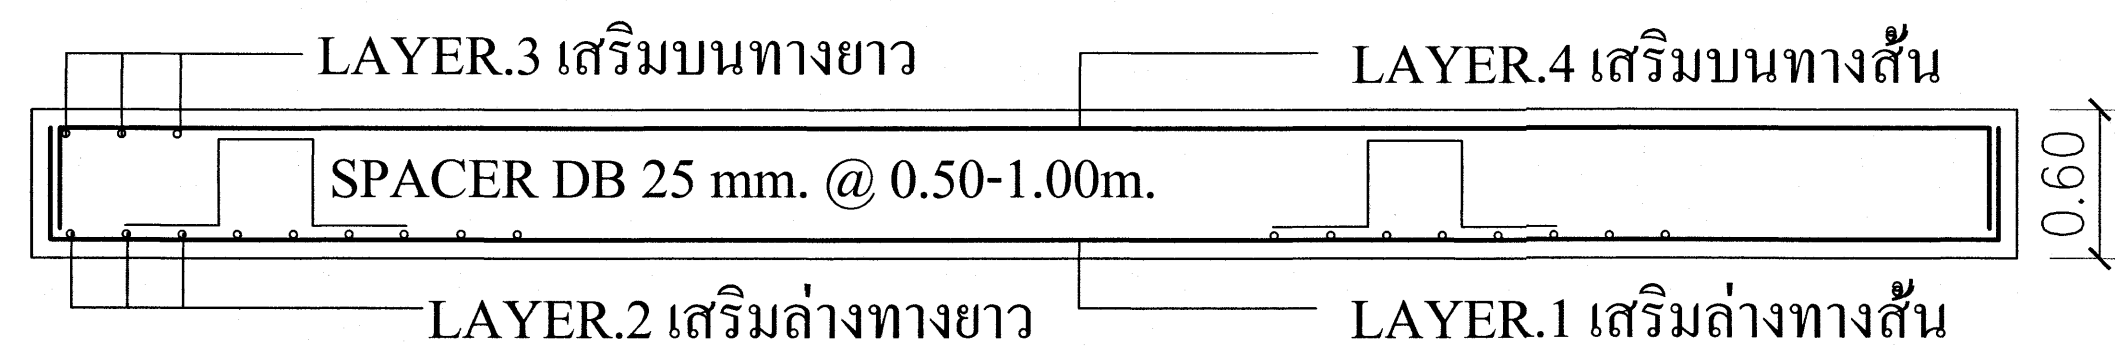 LAYER.3 เสริมบนทางยาว
LAYER.4 เสริมบนทางสั้น
SPACER DB 25 mm. @ 0.50-1.00m.
0.60
LAYER.2 เสริมล่างทางยาว
LAYER.1 เสริมล่างทางสั้น